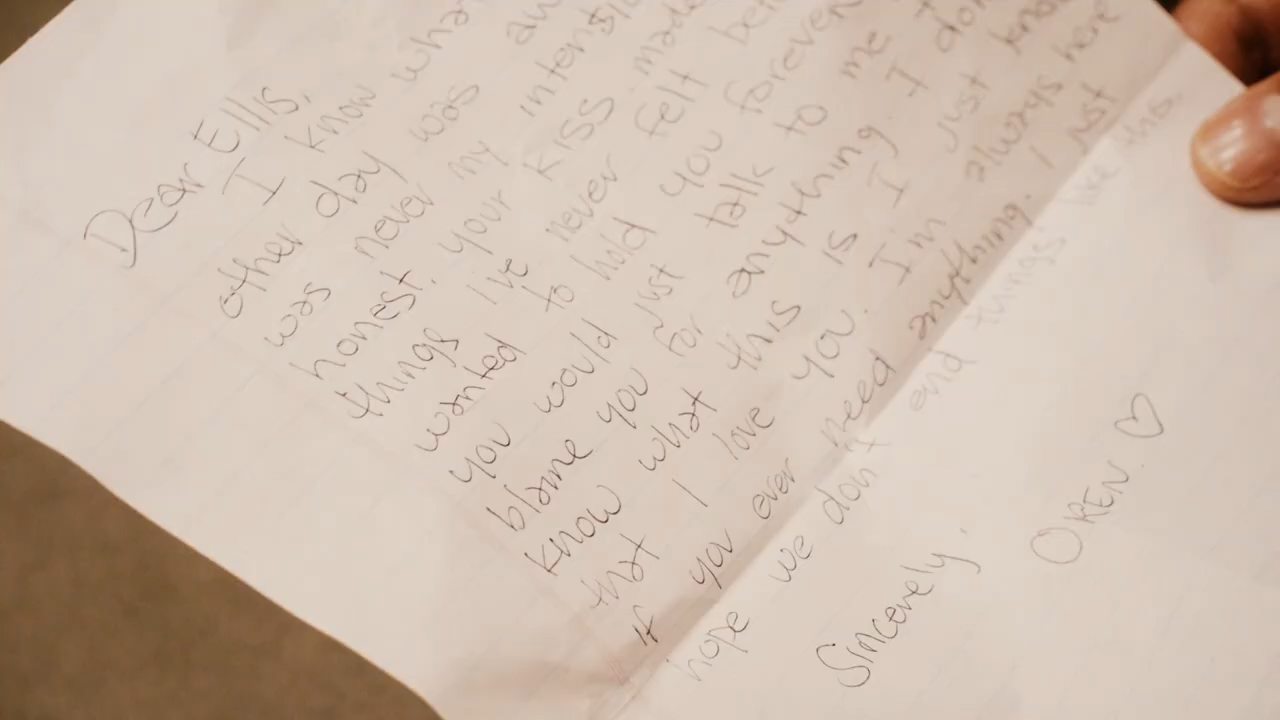 Dear Ellis,
I know what
other day was an
was never my
honest, your kiss made
things I've never felt
wanted to hold you forever
you would just talk to me
blame you for anything I don
know what this is I just know
that I love you. I'm always here
If you ever need anything. I just
hope we don't end things like this.
Sincerely,
OREN ♡